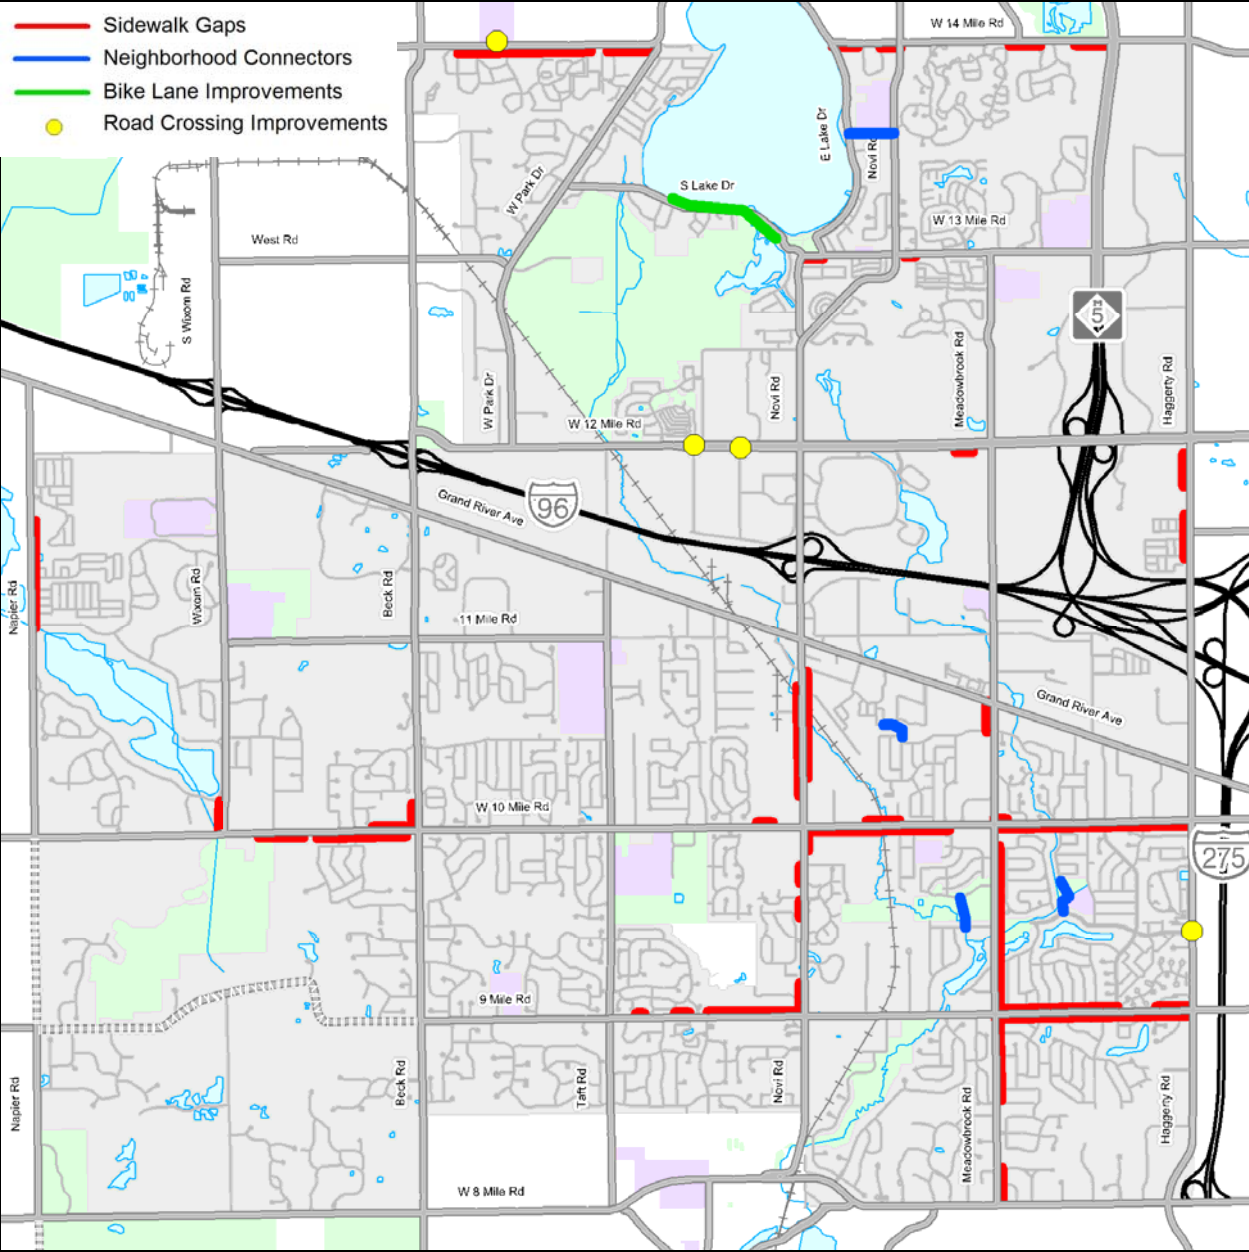 Sidewalk Gaps
Neighborhood Connectors
Bike Lane Improvements
Road Crossing Improvements
W 14 Mile Rd
E Lake Dr
Novi Rd
W Park Dr
S Lake Dr
W 13 Mile Rd
West Rd
S Wixom Rd
M
5
Meadowbrook Rd
Haggerty Rd
W Park Dr
Novi Rd
W 12 Mile Rd
Grand River Ave
96
Napier Rd
Wixom Rd
Beck Rd
11 Mile Rd
Grand River Ave
W 10 Mile Rd
275
9 Mile Rd
Napier Rd
Beck Rd
Taft Rd
Novi Rd
Meadowbrook Rd
Haggerty Rd
W 8 Mile Rd